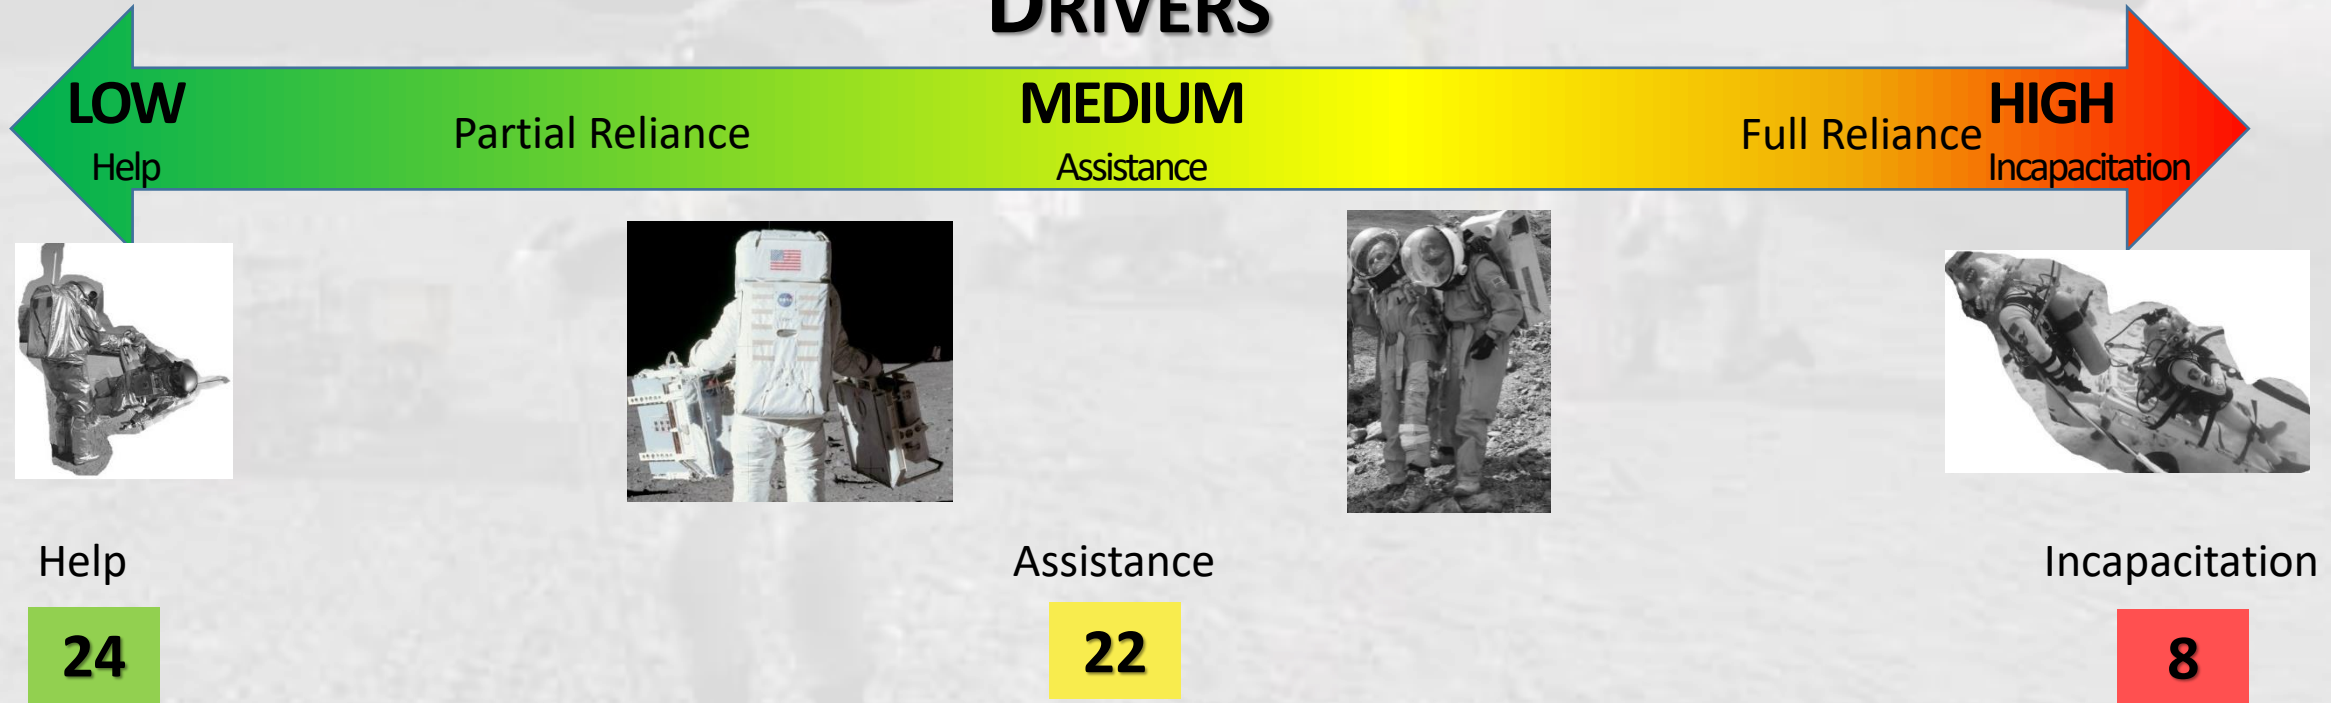 DRIVERS
LOW
Help
Partial Reliance
MEDIUM
Assistance
Full Reliance
HIGH
Incapacitation
Help
Assistance
Incapacitation
24
22
8